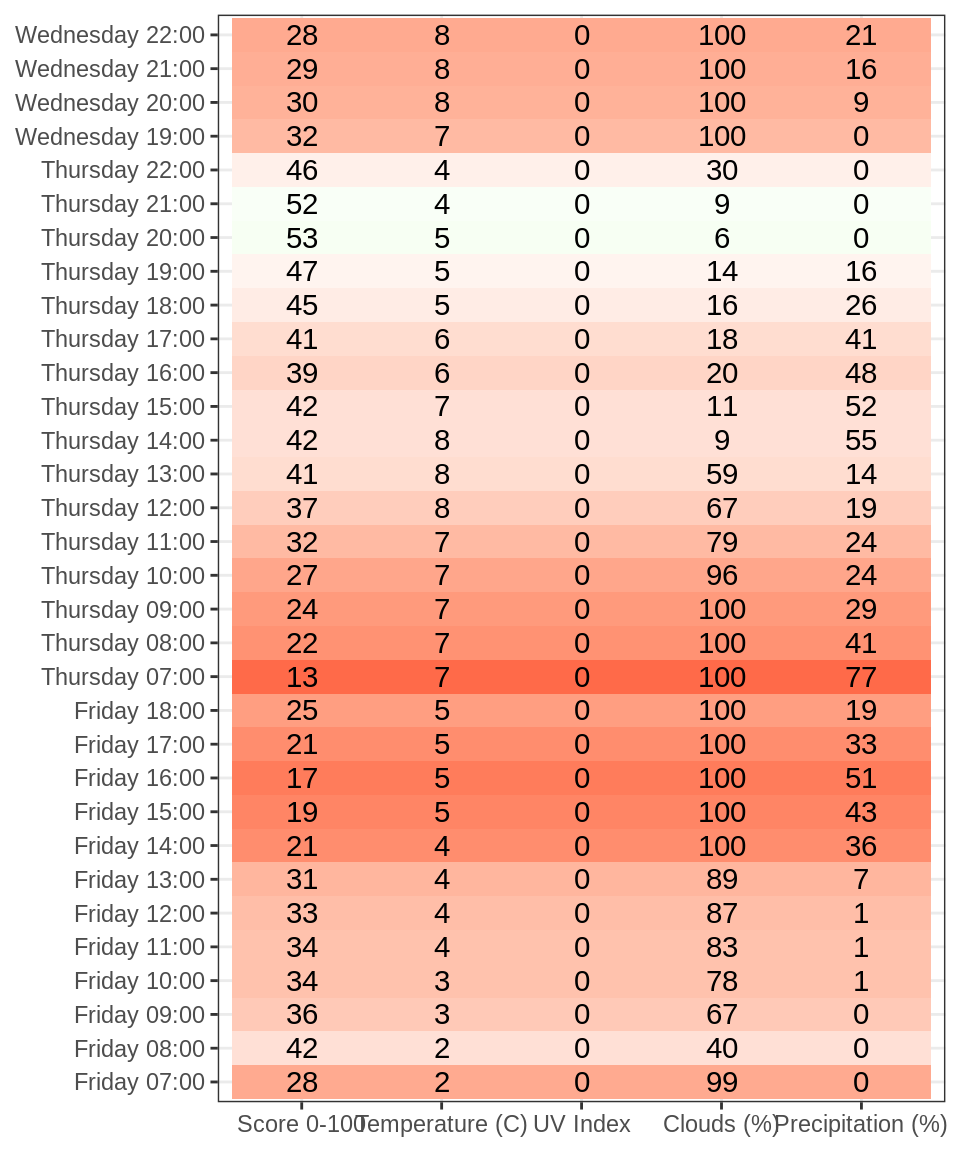 Wednesday 22:00 28 8 0 100 21
Wednesday 21:00 29 8 0 100 16
Wednesday 20:00 30 8 0 100 9
Wednesday 19:00 32 7 0 100 0
Thursday 22:00 46 4 0 30 0
Thursday 21:00 52 4 0 9 0
Thursday 20:00 53 5 0 6 0
Thursday 19:00 47 5 0 14 16
Thursday 18:00 45 5 0 16 26
Thursday 17:00 41 6 0 18 41
Thursday 16:00 39 6 0 20 48
Thursday 15:00 42 7 0 11 52
Thursday 14:00 42 8 0 9 55
Thursday 13:00 41 8 0 59 14
Thursday 12:00 37 8 0 67 19
Thursday 11:00 32 7 0 79 24
Thursday 10:00 27 7 0 96 24
Thursday 09:00 24 7 0 100 29
Thursday 08:00 22 7 0 100 41
Thursday 07:00 13 7 0 100 77
Friday 18:00 25 5 0 100 19
Friday 17:00 21 5 0 100 33
Friday 16:00 17 5 0 100 51
Friday 15:00 19 5 0 100 43
Friday 14:00 21 4 0 100 36
Friday 13:00 31 4 0 89 7
Friday 12:00 33 4 0 87 1
Friday 11:00 34 4 0 83 1
Friday 10:00 34 3 0 78 1
Friday 09:00 36 3 0 67 0
Friday 08:00 42 2 0 40 0
Friday 07:00 28 2 0 99 0
Score 0-100 Temperature (C) UV Index Clouds (%) Precipitation (%)